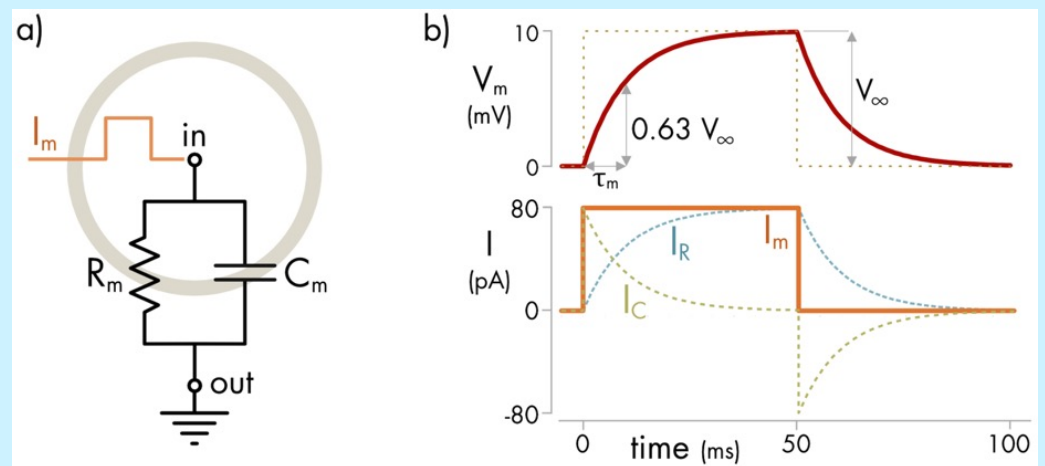 a)
Im
in
Rm
Cm
out
b)
10
Vm
(mV)
0
0.63 V∞
V∞
τm
80
I
(pA)
0
-80
IR
Im
IC
0
50
100
time (ms)